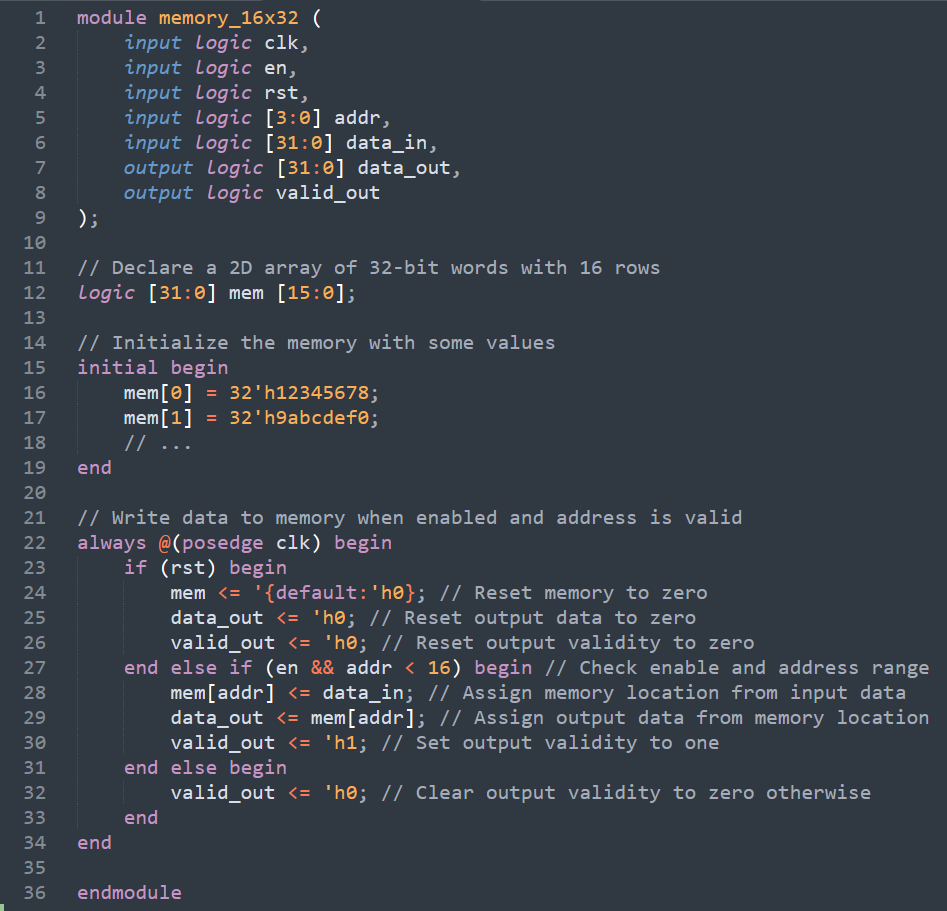 1 module memory_16x32 (
2     input logic clk,
3     input logic en,
4     input logic rst,
5     input logic [3:0] addr,
6     input logic [31:0] data_in,
7     output logic [31:0] data_out,
8     output logic valid_out
9 );
10
11 // Declare a 2D array of 32-bit words with 16 rows
12 logic [31:0] mem [15:0];
13
14 // Initialize the memory with some values
15 initial begin
16     mem[0] = 32'h12345678;
17     mem[1] = 32'h9abcdef0;
18     // ...
19 end
20
21 // Write data to memory when enabled and address is valid
22 always @(posedge clk) begin
23     if (rst) begin
24         mem <= '{default:'h0}; // Reset memory to zero
25         data_out <= 'h0; // Reset output data to zero
26         valid_out <= 'h0; // Reset output validity to zero
27     end else if (en && addr < 16) begin // Check enable and address range
28         mem[addr] <= data_in; // Assign memory location from input data
29         data_out <= mem[addr]; // Assign output data from memory location
30         valid_out <= 'h1; // Set output validity to one
31     end else begin
32         valid_out <= 'h0; // Clear output validity to zero otherwise
33     end
34 end
35
36 endmodule